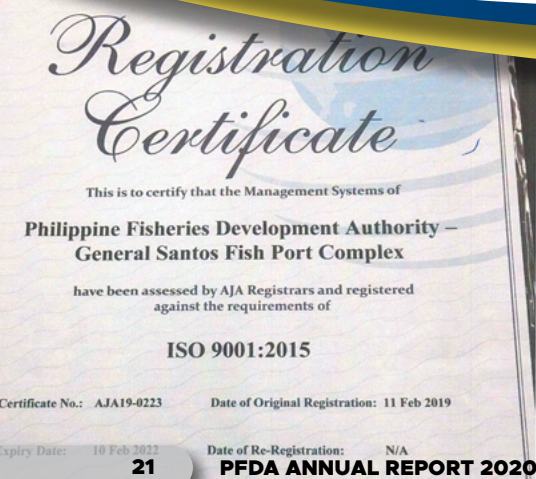 Registration
Certificate
This is to certify that the Management Systems of
Philippine Fisheries Development Authority –
General Santos Fish Port Complex
have been assessed by AJA Registrars and registered
against the requirements of
ISO 9001:2015
Certificate No.: AJA19-0223 Date of Original Registration: 11 Feb 2019
Expiry Date: 10 Feb 2022 Date of Re-Registration: N/A
21 PFDA ANNUAL REPORT 2020